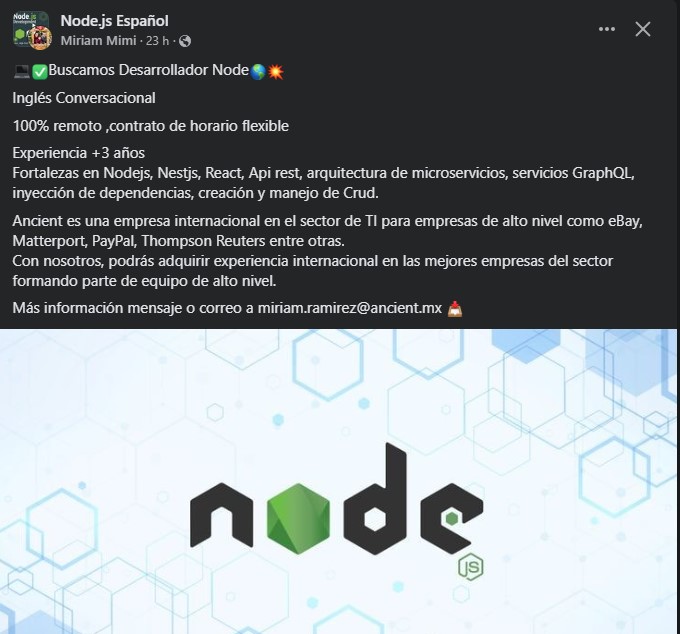 Node.js Español
Miriam Mimi · 23 h ·
Buscamos Desarrollador Node
Inglés Conversacional
100% remoto ,contrato de horario flexible
Experiencia +3 años
Fortalezas en Nodejs, Nestjs, React, Api rest, arquitectura de microservicios, servicios GraphQL,
inyección de dependencias, creación y manejo de Crud.
Ancient es una empresa internacional en el sector de TI para empresas de alto nivel como eBay,
Matterport, PayPal, Thompson Reuters entre otras.
Con nosotros, podrás adquirir experiencia internacional en las mejores empresas del sector
formando parte de equipo de alto nivel.
Más información mensaje o correo a miriam.ramirez@ancient.mx
node
JS